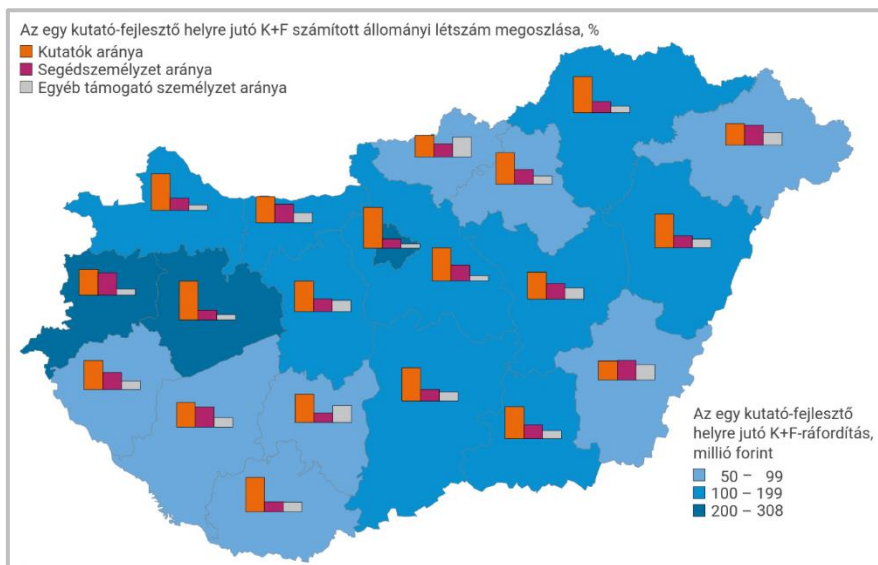 Az egy kutató-fejlesztő helyre jutó K+F számított állományi létszám megoszlása, %
Kutatók aránya
Segédszemélyzet aránya
Egyéb támogató személyzet aránya
Az egy kutató-fejlesztő
helyre jutó K+F-ráfordítás,
millió forint
50 – 99
100 – 199
200 – 308